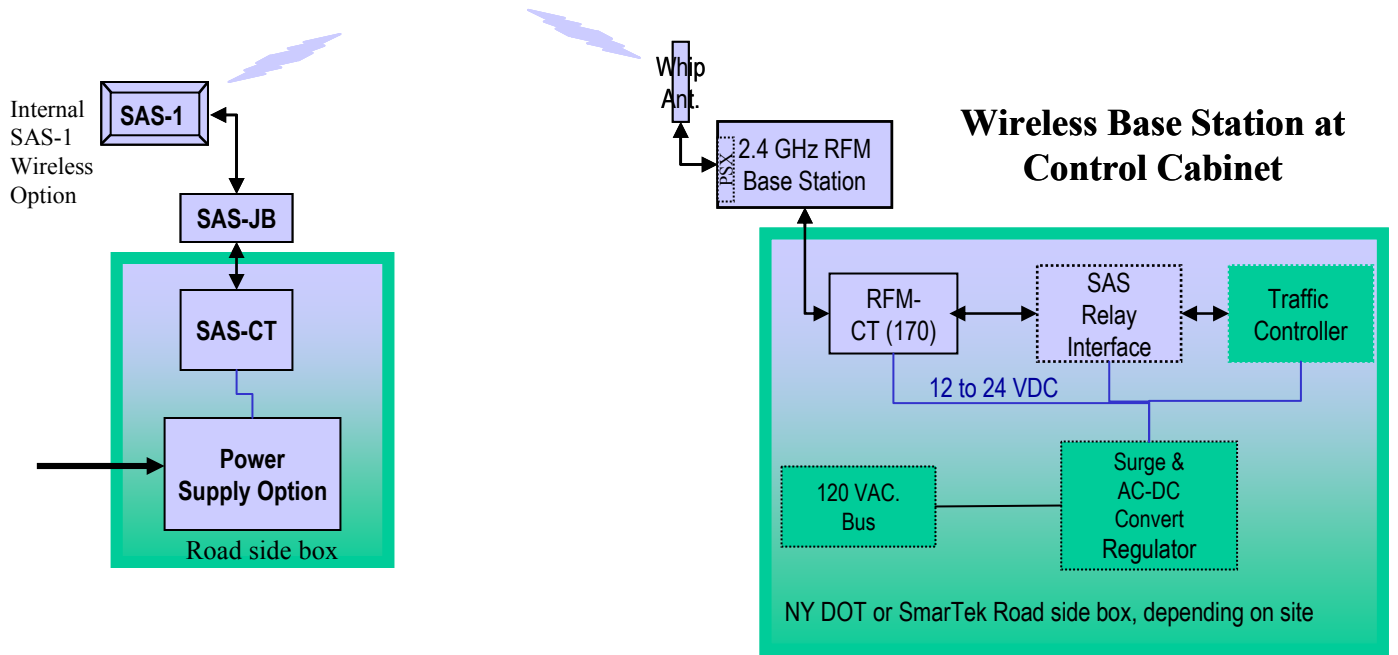 Internal
SAS-1
Wireless
Option
SAS-1
SAS-JB
SAS-CT
Power
Supply Option
Road side box
Whip
Ant.
PSX
2.4 GHz RFM
Base Station
Wireless Base Station at
Control Cabinet
RFM-
CT (170)
SAS
Relay
Interface
Traffic
Controller
12 to 24 VDC
120 VAC.
Bus
Surge &
AC-DC
Convert
Regulator
NY DOT or SmarTek Road side box, depending on site